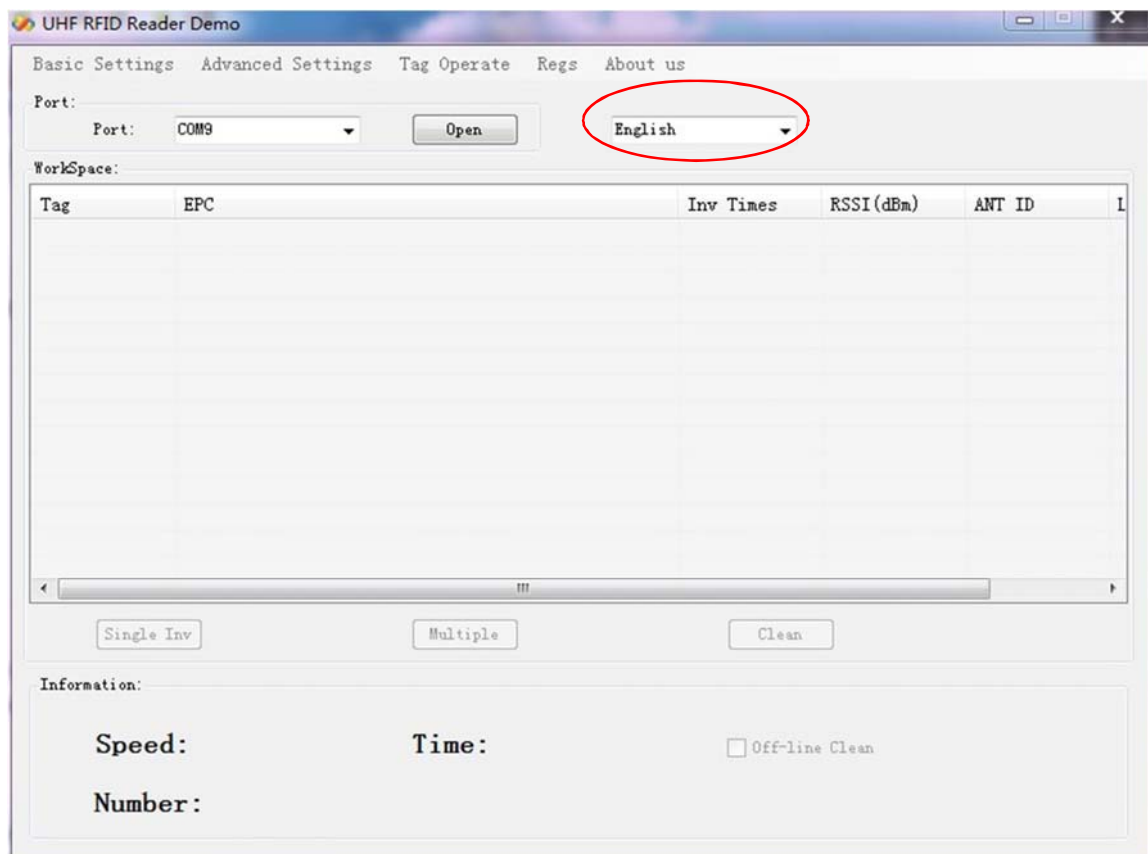 UHF RFID Reader Demo
Basic Settings Advanced Settings Tag Operate Regs About us
Port:
Port: COM9 Open English
WorkSpace:
Tag EPC Inv Times RSSI(dBm) ANT ID L
Single Inv Multiple Clean
Information:
Speed: Time: Off-line Clean
Number: